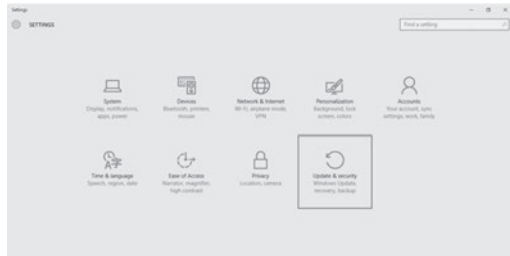 Settings
SETTINGS
Find a setting
System
Display, notifications,
apps, power
Devices
Bluetooth, printers,
mouse
Network & Internet
Wi-Fi, airplane mode,
VPN
Personalization
Background, lock
screen, colors
Accounts
Your account, sync
settings, work, family
Time & language
Speech, region, date
Ease of Access
Narrator, magnifier,
high contrast
Privacy
Location, camera
Update & security
Windows Update,
recovery, backup